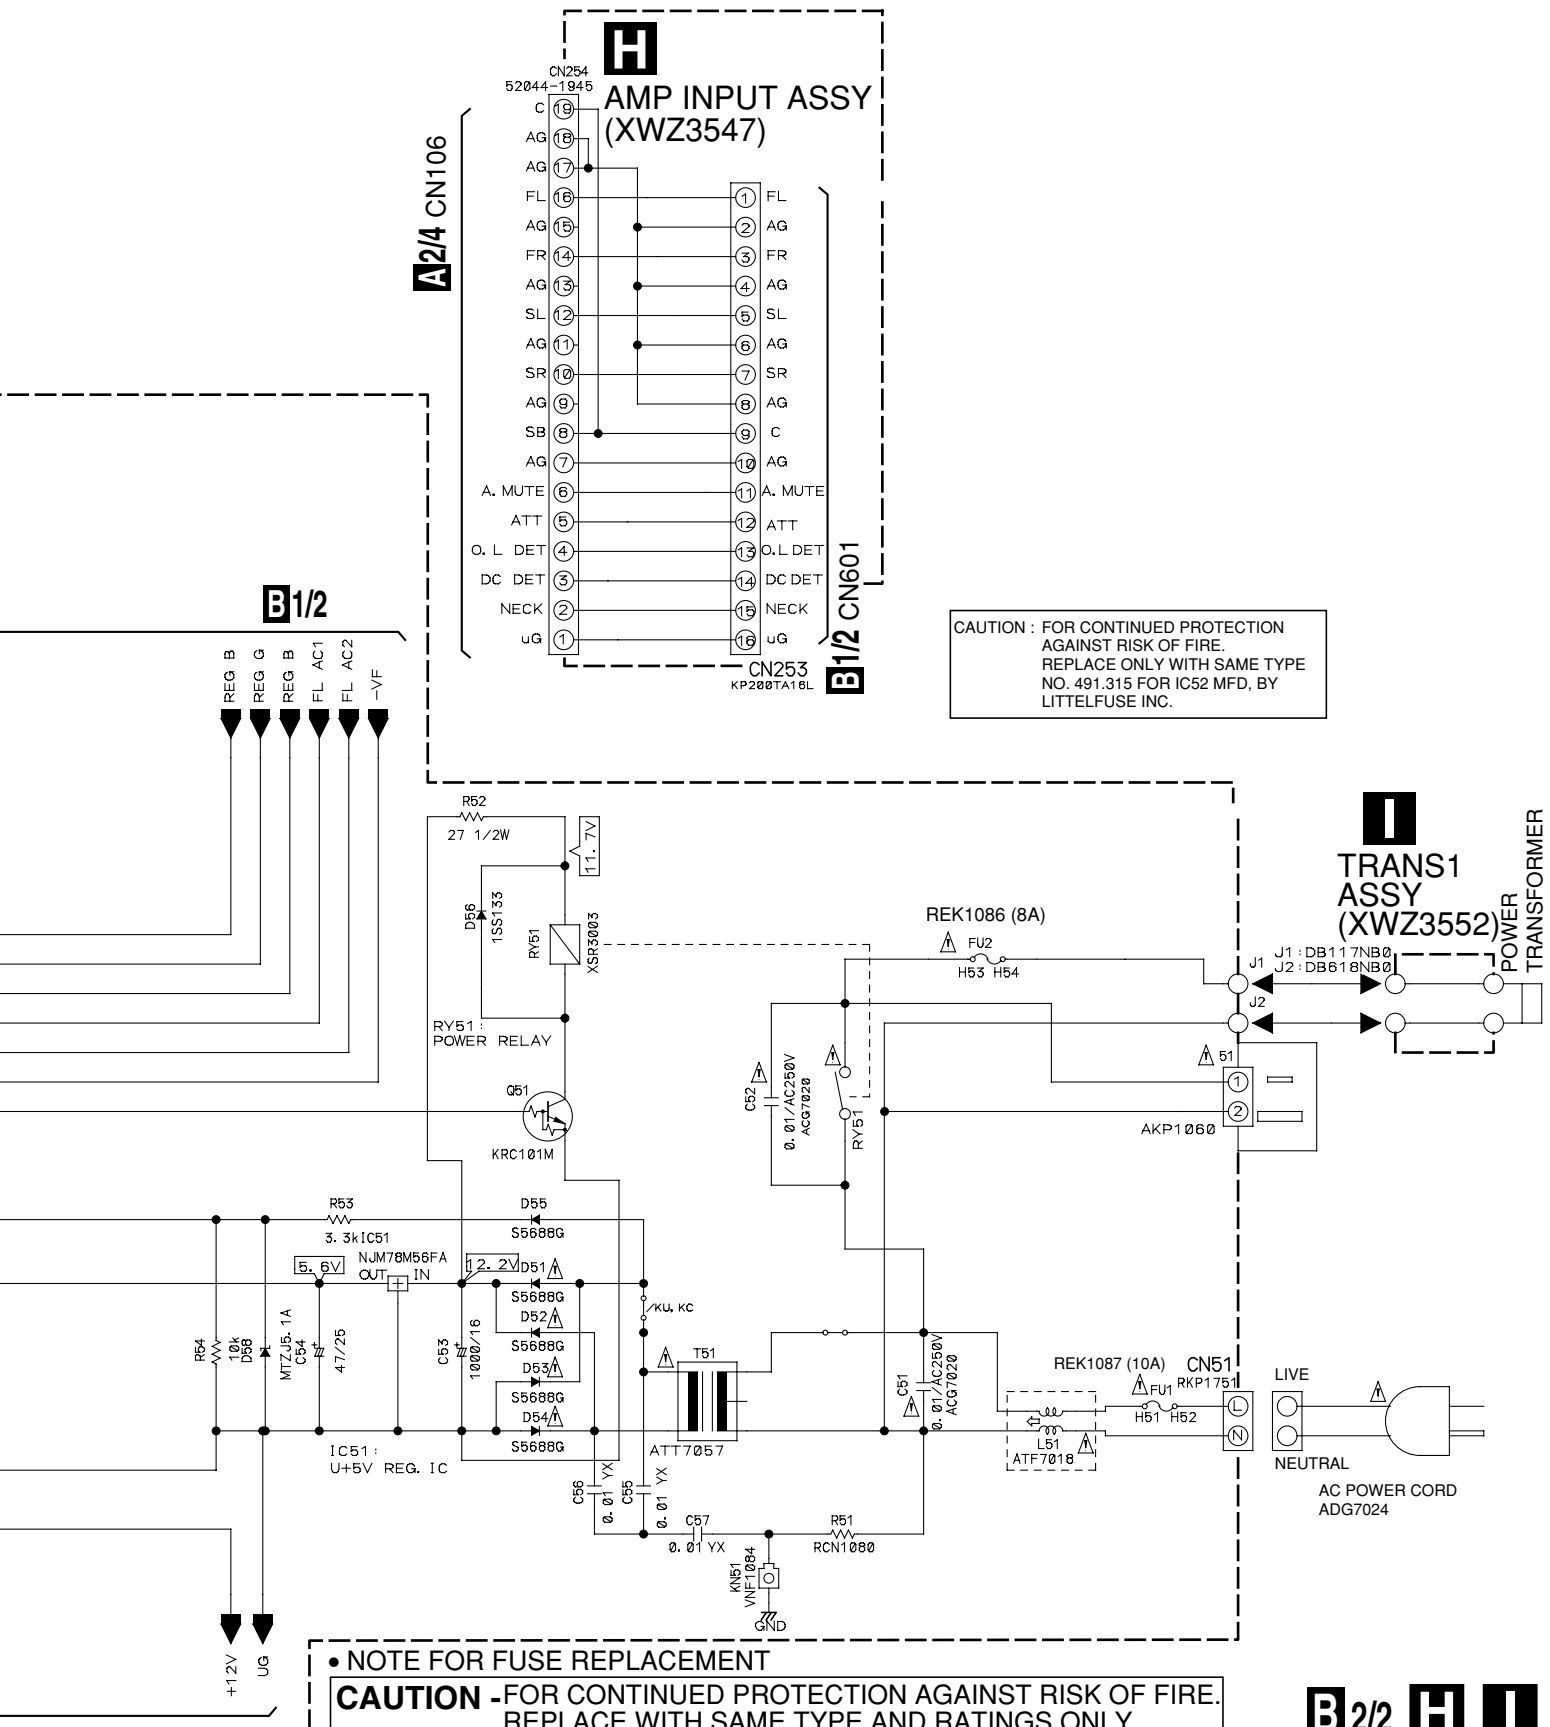 H
AMP INPUT ASSY
(XWZ3547)
CN254
52044-1945
A 2/4 CN106
C 19
AG 18
AG 17
FL 16
AG 15
FR 14
AG 13
SL 12
AG 11
SR 10
AG 9
SB 8
AG 7
A. MUTE 6
ATT 5
O. L DET 4
DC DET 3
NECK 2
uG 1
1 FL
2 AG
3 FR
4 AG
5 SL
6 AG
7 SR
8 AG
9 C
10 AG
11 A. MUTE
12 ATT
13 O. L DET
14 DC DET
15 NECK
16 uG
CN253
KP200TA16L
B 1/2 CN601
B 1/2
REG B
REG G
REG B
FL AC1
FL AC2
-VF
CAUTION : FOR CONTINUED PROTECTION
AGAINST RISK OF FIRE.
REPLACE ONLY WITH SAME TYPE
NO. 491.315 FOR IC52 MFD, BY
LITTELFUSE INC.
R52
27 1/2W
11. 7V
D56
1SS133
RY51
XSR3003
RY51:
POWER RELAY
Q51
KRC101M
REK1086 (8A)
FU2
H53 H54
C52
0. 01/AC250V
ACG7020
RY51
I
TRANS1
ASSY
(XWZ3552)
POWER
TRANSFORMER
J1
J1 : DB117NB0
J2 : DB618NB0
J2
51
1
2
AKP1060
R53
3. 3k
D55
S5688G
IC51
NJM78M56FA
OUT
IN
5. 6V
12. 2V
D51
S5688G
D52
S5688G
D53
S5688G
D54
S5688G
/KU, KC
R54
10k
D58
MTZJ5. 1A
C54
47/25
C53
1000/16
IC51:
U+5V REG. IC
T51
ATT7057
C51
0. 01/AC250V
ACG7020
REK1087 (10A)
FU1
H51 H52
CN51
RKP1751
L
N
L51
ATF7018
LIVE
NEUTRAL
AC POWER CORD
ADG7024
C56
0. 01 YX
C55
0. 01 YX
C57
0. 01 YX
R51
RCN1080
KN51
VNF1084
GND
+12V
UG
• NOTE FOR FUSE REPLACEMENT
CAUTION - FOR CONTINUED PROTECTION AGAINST RISK OF FIRE.
REPLACE WITH SAME TYPE AND RATINGS ONLY
B 2/2 H I